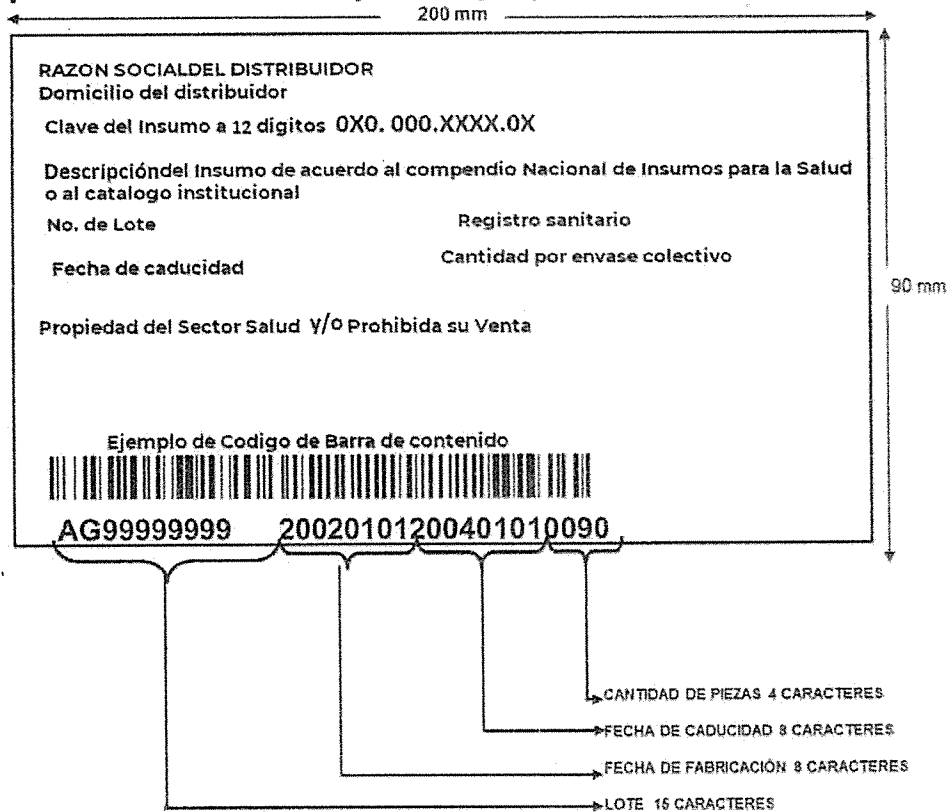 200 mm
RAZON SOCIALDEL DISTRIBUIDOR
Domicilio del distribuidor
Clave del Insumo a 12 digitos 0X0. 000.XXXX.0X
Descripcióndel Insumo de acuerdo al compendio Nacional de Insumos para la Salud
o al catalogo institucional
No. de Lote Registro sanitario
Fecha de caducidad Cantidad por envase colectivo
90 mm
Propiedad del Sector Salud y/o Prohibida su Venta
Ejemplo de Codigo de Barra de contenido
AG99999999 20020101200401010090
CANTIDAD DE PIEZAS 4 CARACTERES
FECHA DE CADUCIDAD 8 CARACTERES
FECHA DE FABRICACIÓN 8 CARACTERES
LOTE 15 CARACTERES